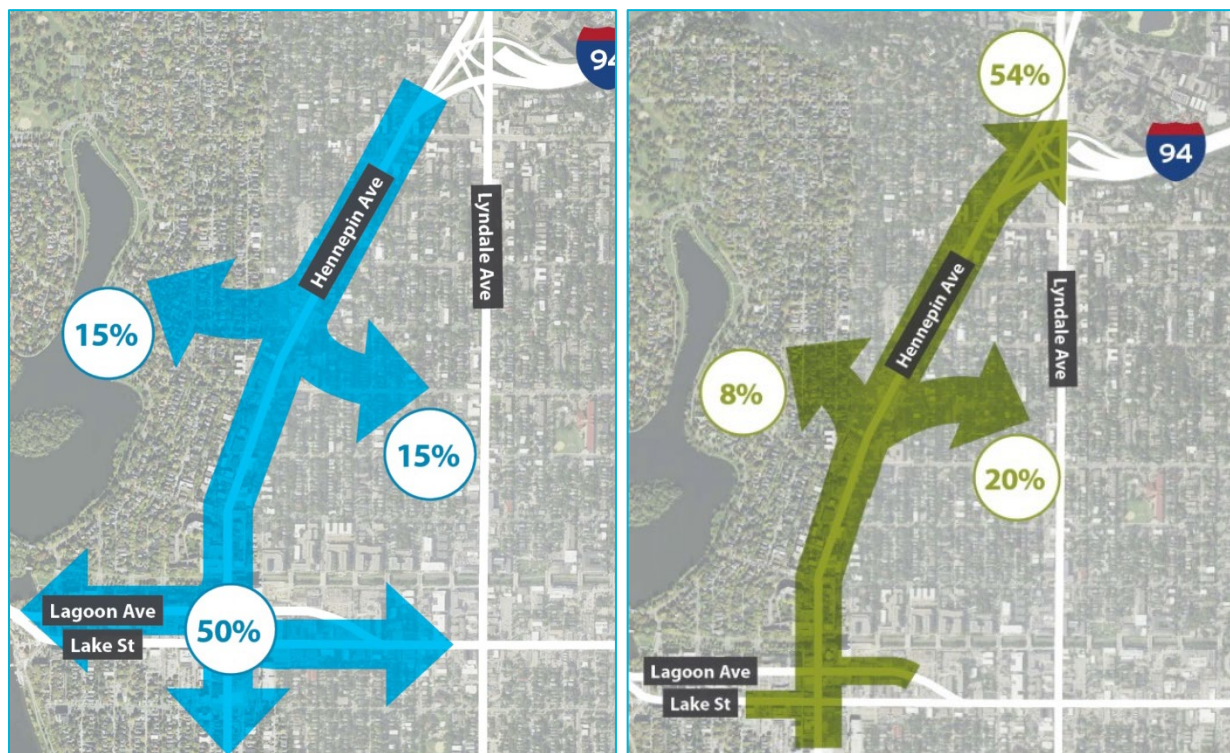 94
Hennepin Ave
Lyndale Ave
15%
15%
Lagoon Ave
Lake St
50%
54%
94
Hennepin Ave
Lyndale Ave
8%
20%
Lagoon Ave
Lake St